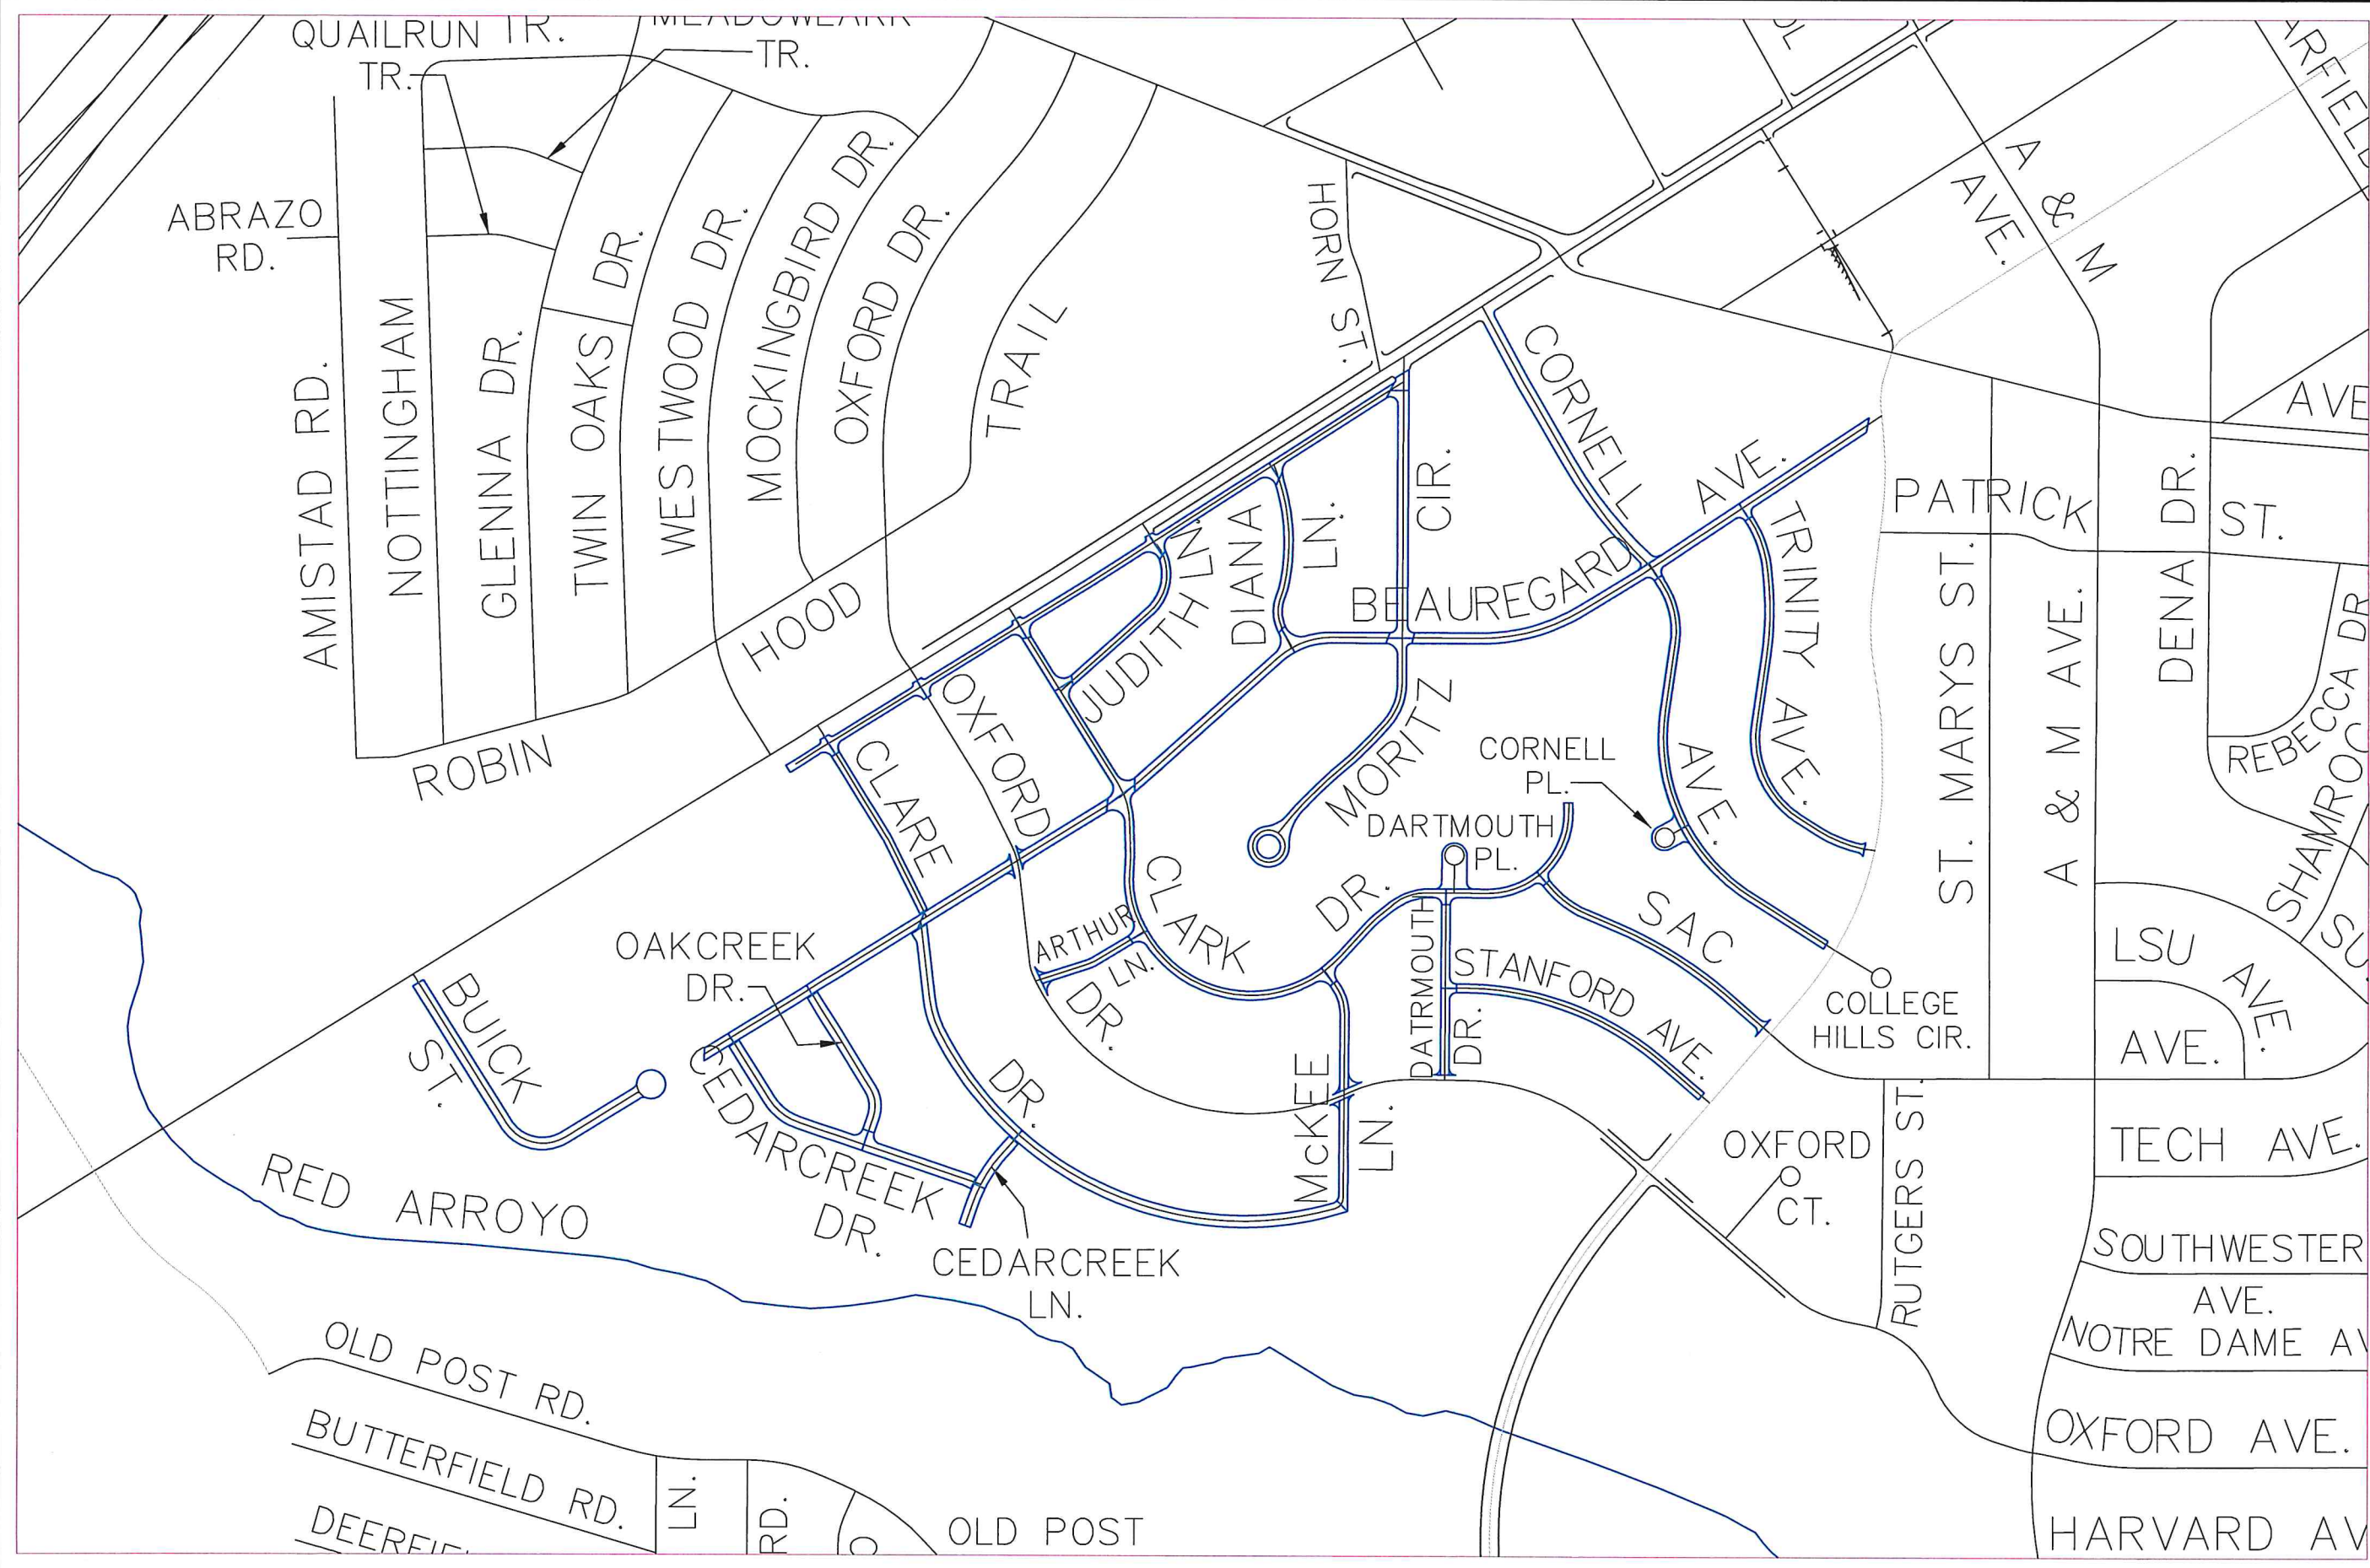 QUAILRUN TR.
TR.
MEADOWLARK
TR.
ABRAZO
RD.
AMISTAD RD.
NOTTINGHAM
GLENNA DR.
TWIN OAKS DR.
WESTWOOD DR.
MOCKINGBIRD DR.
OXFORD DR.
TRAIL
HOOD
ROBIN
HORN ST.
CORNELL
AVE.
A & M
AVE.
ARFIELD
AVE
PATRICK
ST.
DENA DR.
ST. MARYS ST.
A & M AVE.
REBECCA DR
SHAMROC
SU
LSU AVE.
AVE.
TECH AVE.
SOUTHWESTER
AVE.
NOTRE DAME AV
OXFORD AVE.
HARVARD AV
JUDITH LN.
DIANA
LN.
CIR.
BEAUREGARD
AVE.
TRINITY AVE.
MORITZ
CORNELL
PL.
DARTMOUTH
PL.
SAC
STANFORD AVE.
DATRMOUTH
DR.
COLLEGE
HILLS CIR.
OXFORD
CT.
RUTGERS ST.
CLARE
DR.
OXFORD
DR.
CLARK
DR.
ARTHUR
LN.
McKEE
LN.
OAKCREEK
DR.
CEDARCREEK
DR.
CEDARCREEK
LN.
BUICK
ST.
RED ARROYO
OLD POST RD.
BUTTERFIELD RD.
LN.
RD.
OLD POST